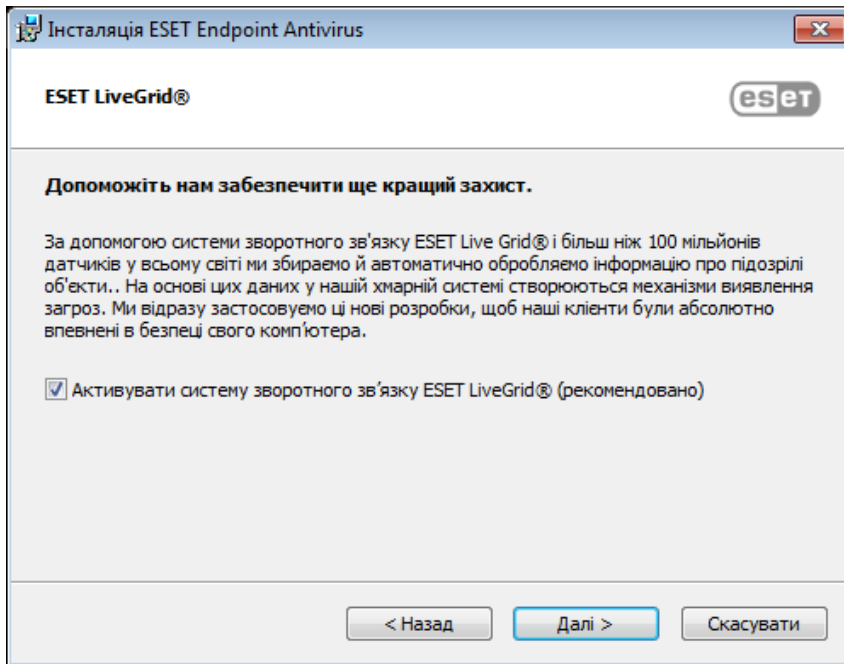 Інсталяція ESET Endpoint Antivirus
ESET LiveGrid®
eset
Допоможіть нам забезпечити ще кращий захист.
За допомогою системи зворотного зв'язку ESET Live Grid® і більш ніж 100 мільйонів
датчиків у всьому світі ми збираємо й автоматично обробляємо інформацію про підозрілі
об'єкти.. На основі цих даних у нашій хмарній системі створюються механізми виявлення
загроз. Ми відразу застосовуємо ці нові розробки, щоб наші клієнти були абсолютно
впевнені в безпеці свого комп’ютера.
Активувати систему зворотного зв’язку ESET LiveGrid® (рекомендовано)
< Назад
Далі >
Скасувати